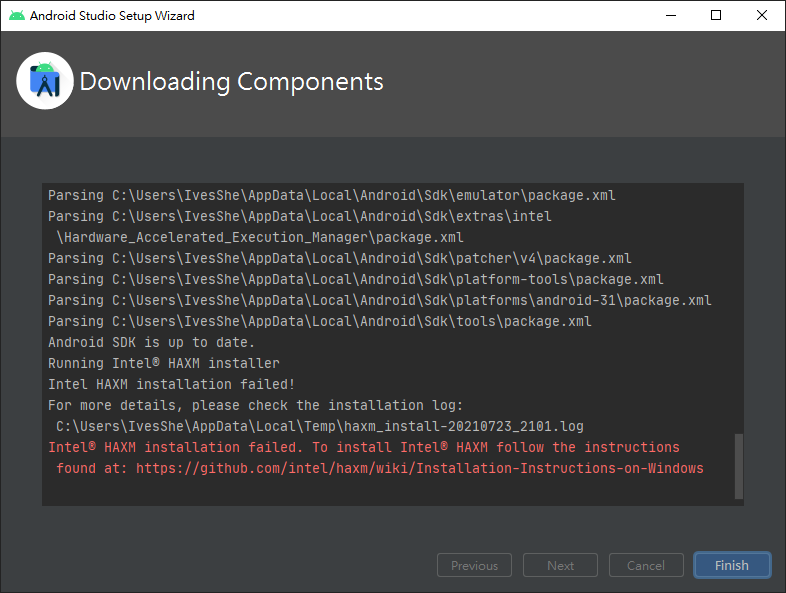 Android Studio Setup Wizard
Downloading Components
Parsing C:\Users\IvesShe\AppData\Local\Android\Sdk\emulator\package.xml
Parsing C:\Users\IvesShe\AppData\Local\Android\Sdk\extras\intel
\Hardware_Accelerated_Execution_Manager\package.xml
Parsing C:\Users\IvesShe\AppData\Local\Android\Sdk\patcher\v4\package.xml
Parsing C:\Users\IvesShe\AppData\Local\Android\Sdk\platform-tools\package.xml
Parsing C:\Users\IvesShe\AppData\Local\Android\Sdk\platforms\android-31\package.xml
Parsing C:\Users\IvesShe\AppData\Local\Android\Sdk\tools\package.xml
Android SDK is up to date.
Running Intel® HAXM installer
Intel HAXM installation failed!
For more details, please check the installation log:
C:\Users\IvesShe\AppData\Local\Temp\haxm_install-20210723_2101.log
Intel® HAXM installation failed. To install Intel® HAXM follow the instructions
found at: https://github.com/intel/haxm/wiki/Installation-Instructions-on-Windows
Previous
Next
Cancel
Finish